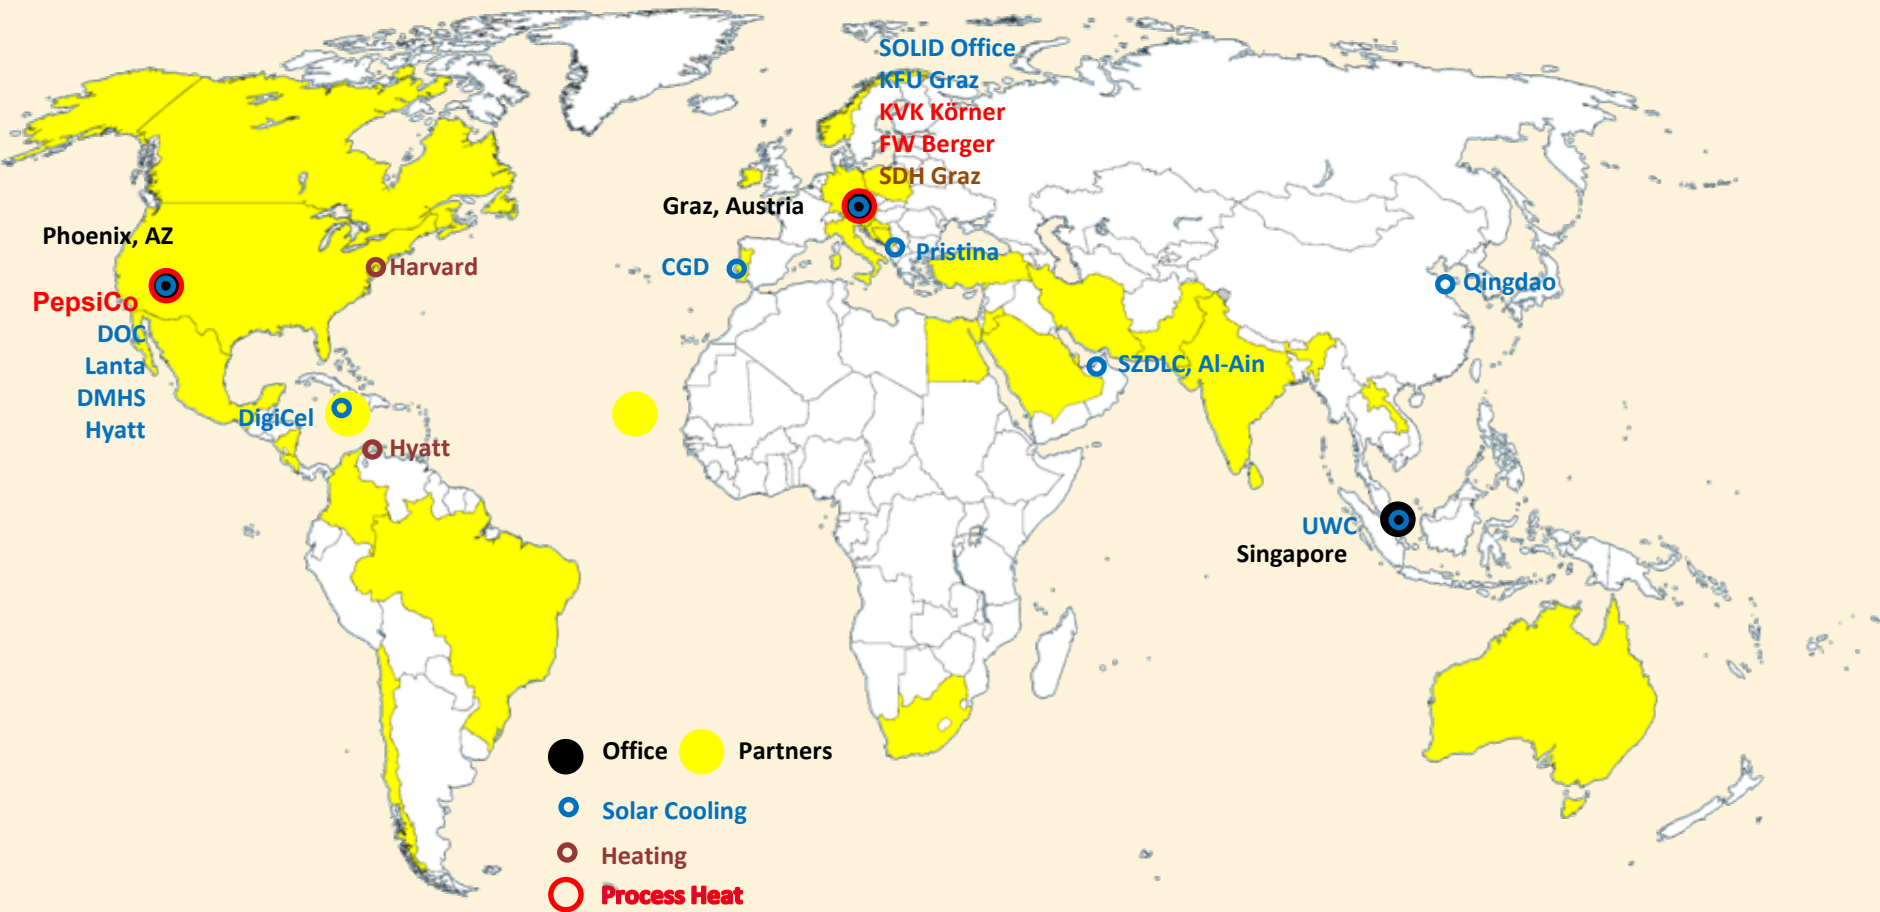 SOLID Office
KFU Graz
KVK Körner
FW Berger
SDH Graz
Graz, Austria
Phoenix, AZ
Harvard
CGD
Pristina
Qingdao
PepsiCo
DOC
Lanta
DMHS
Hyatt
SZDLC, Al-Ain
DigiCel
Hyatt
UWC
Singapore
Office
Partners
Solar Cooling
Heating
Process Heat